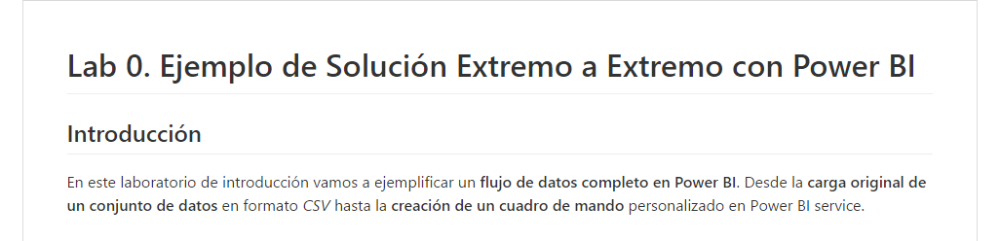 Lab 0. Ejemplo de Solución Extremo a Extremo con Power BI
Introducción
En este laboratorio de introducción vamos a ejemplificar un flujo de datos completo en Power BI. Desde la carga original de
un conjunto de datos en formato CSV hasta la creación de un cuadro de mando personalizado en Power BI service.